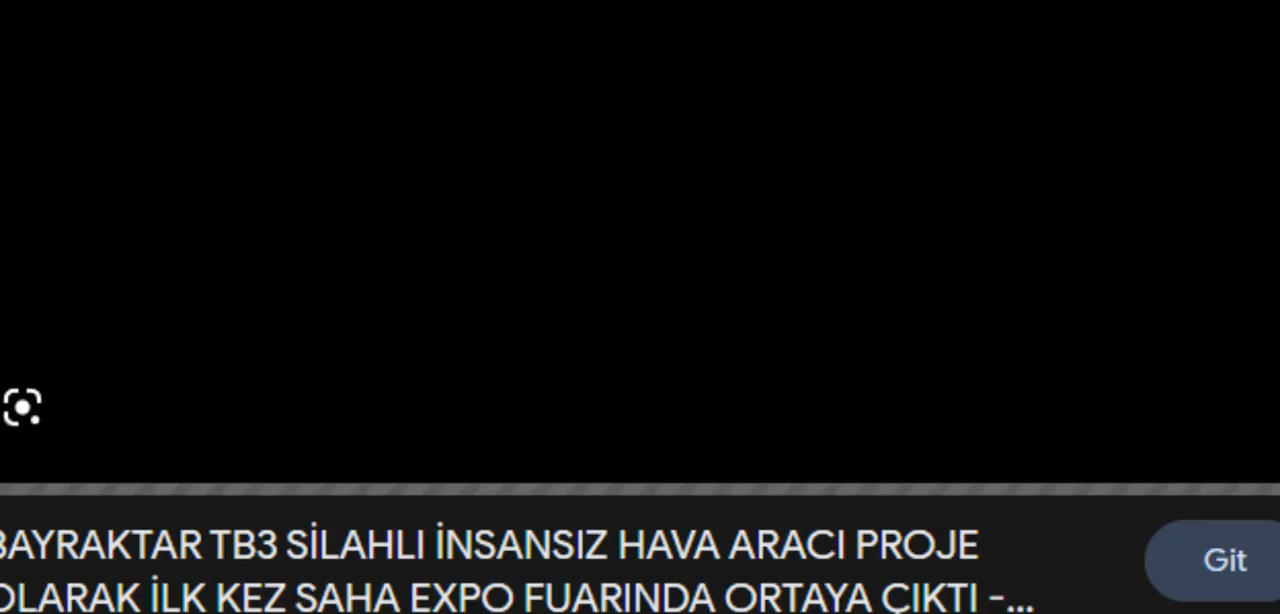 BAYRAKTAR TB3 SİLAHLI İNSANSIZ HAVA ARACI PROJE
OLARAK İLK KEZ SAHA EXPO FUARINDA ORTAYA ÇIKTI -...
Git